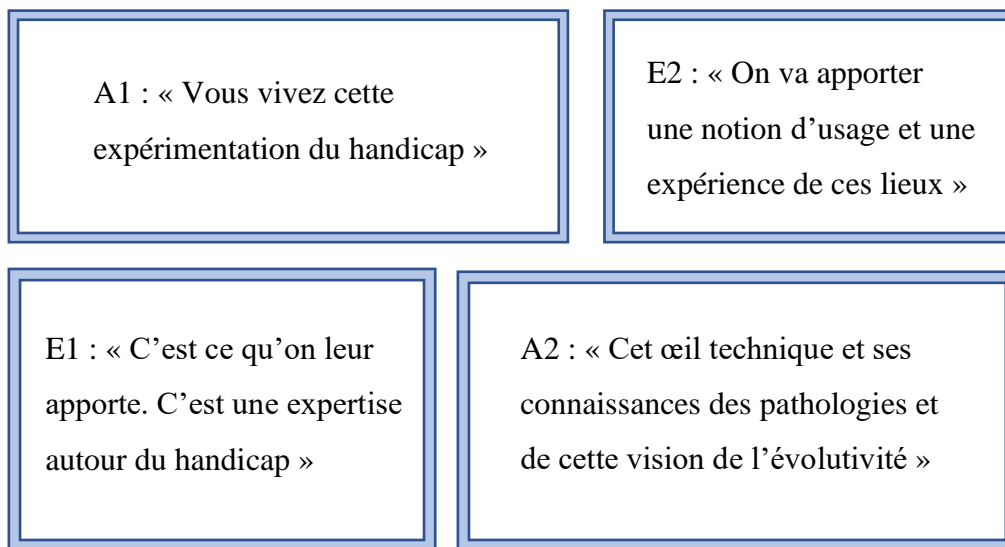 A1 : « Vous vivez cette
expérimentation du handicap »
E2 : « On va apporter
une notion d’usage et une
expérience de ces lieux »
E1 : « C’est ce qu’on leur
apporte. C’est une expertise
autour du handicap »
A2 : « Cet œil technique et ses
connaissances des pathologies et
de cette vision de l’évolutivité »